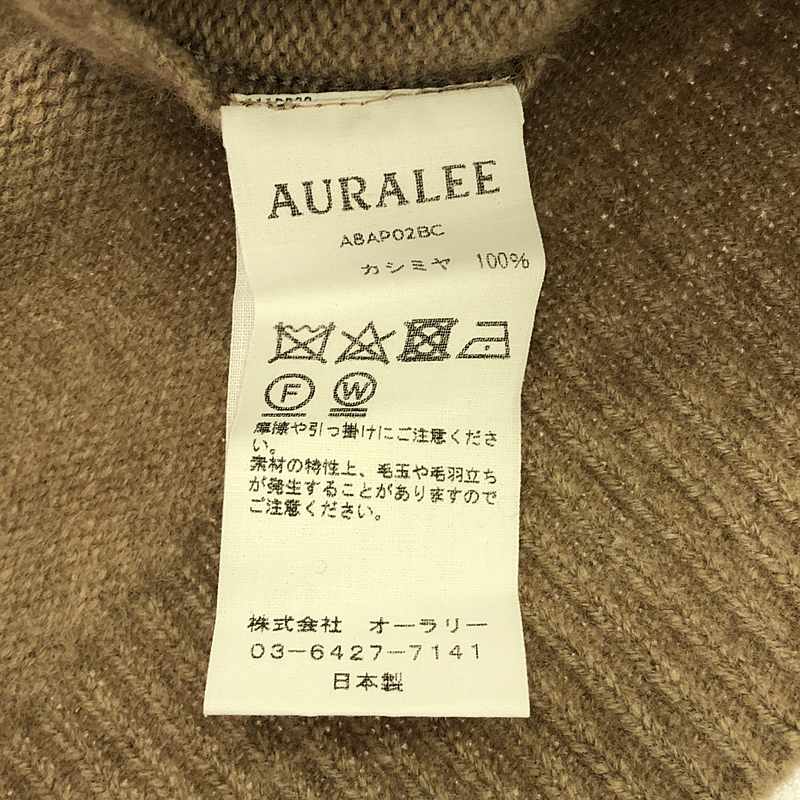 AURALEE
A8AP02BC
カシミヤ 100%
F W
摩擦や引っ掛けにご注意くださ
い。
素材の特性上、毛玉や毛羽立ち
が発生することがありますので
ご注意ください。
株式会社 オーラリー
03-6427-7141
日本製